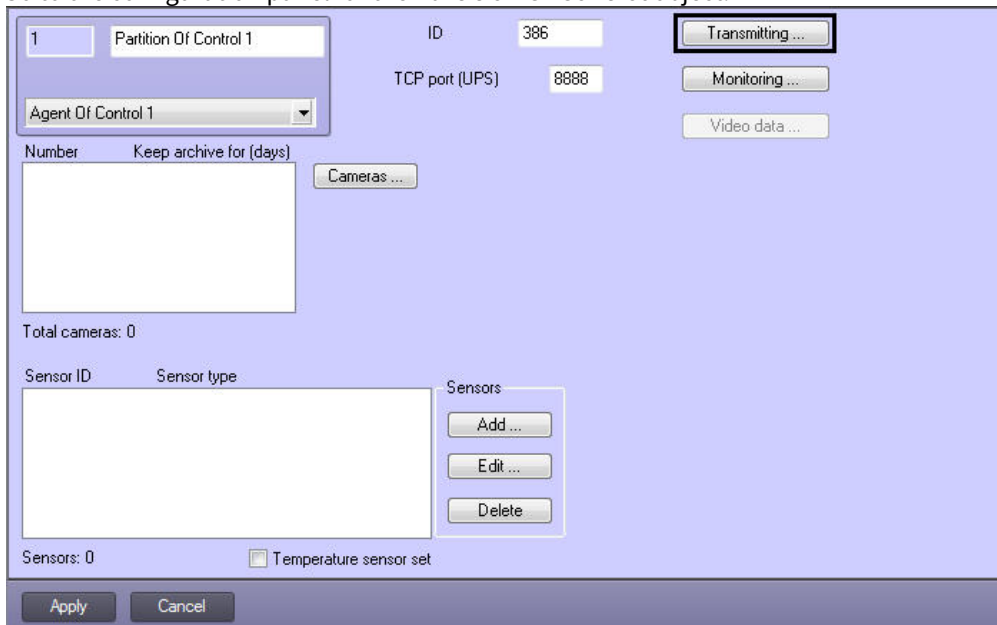 1 Partition Of Control 1 ID 386 Transmitting ...
TCP port (UPS) 8888 Monitoring ...
Agent Of Control 1 Video data ...
Number Keep archive for (days)
Cameras ...
Total cameras: 0
Sensor ID Sensor type
Sensors
Add ...
Edit ...
Delete
Sensors: 0 Temperature sensor set
Apply Cancel